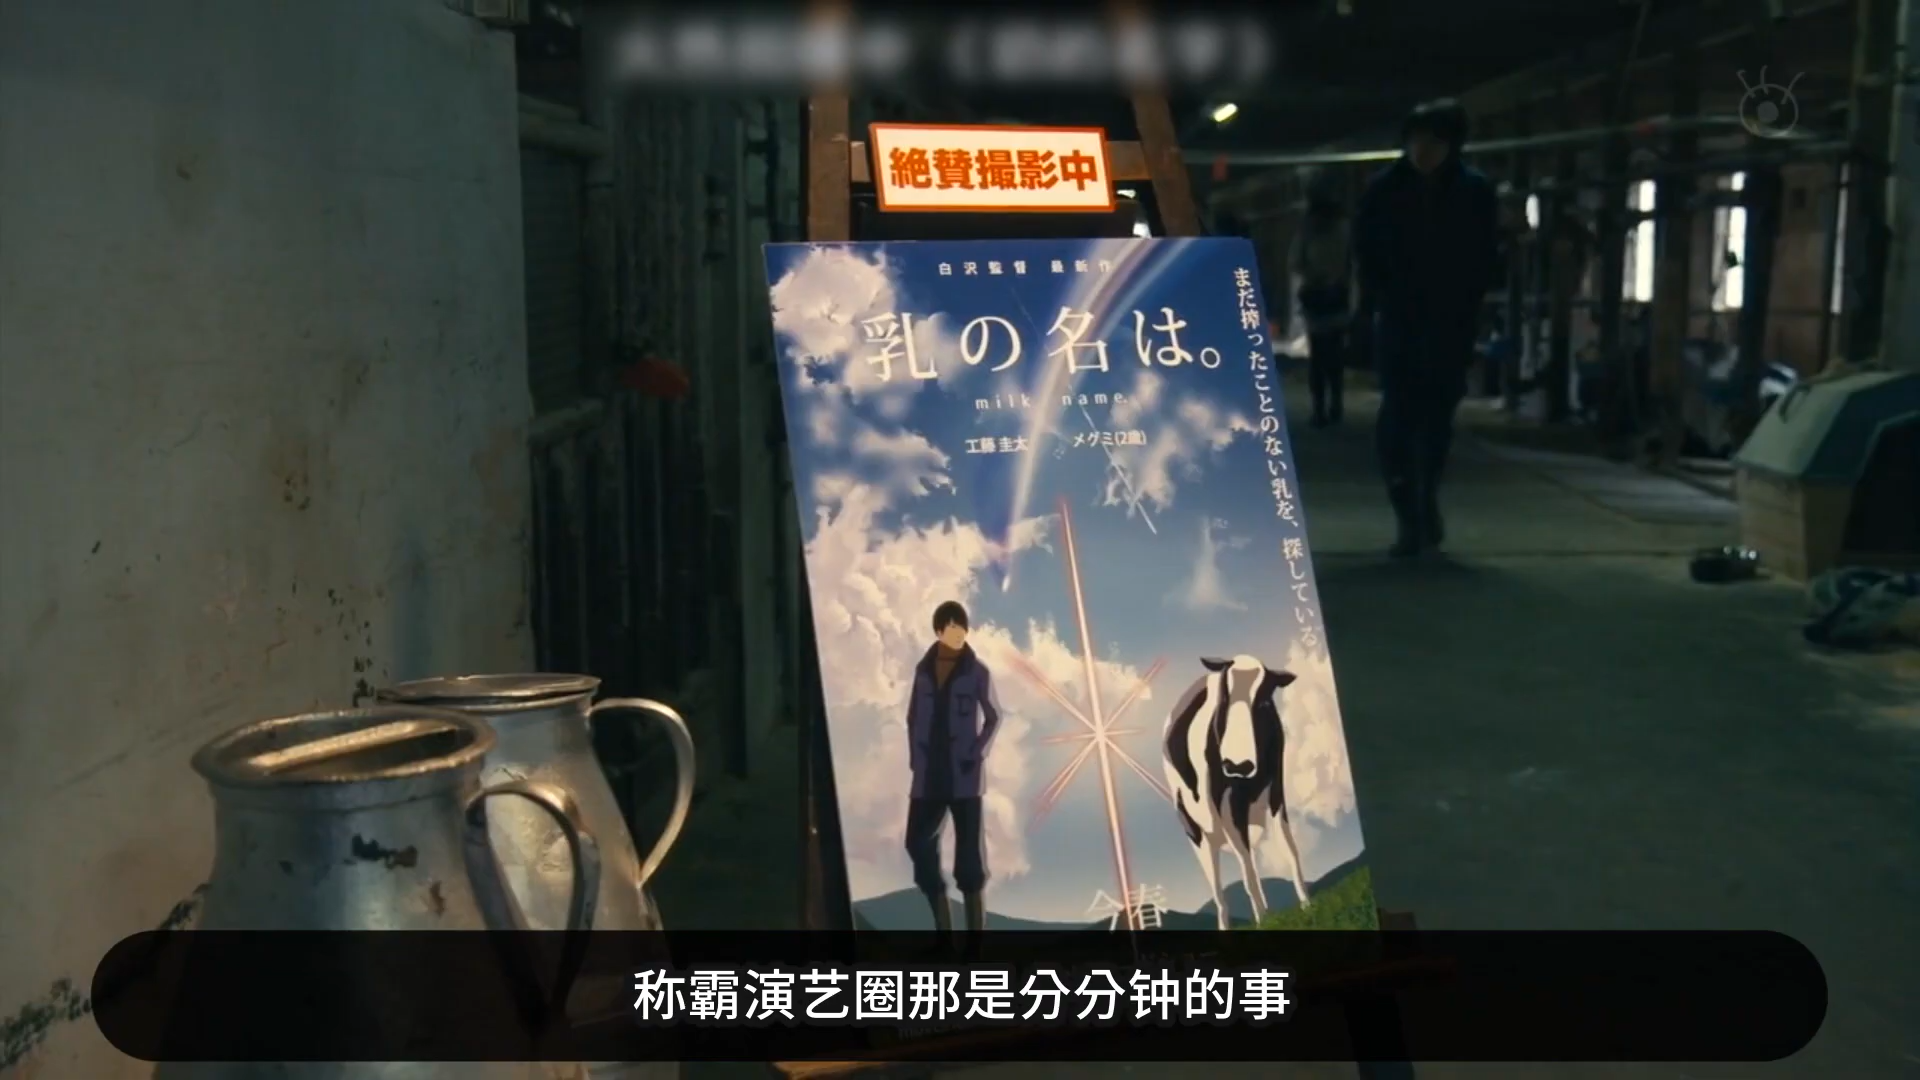 絶賛撮影中
白沢監督 最新作
乳の名は。
milk name.
工藤圭太 メグミ(2歳)
まだ搾ったことのない乳を、探している
今春
称霸演艺圈那是分分钟的事